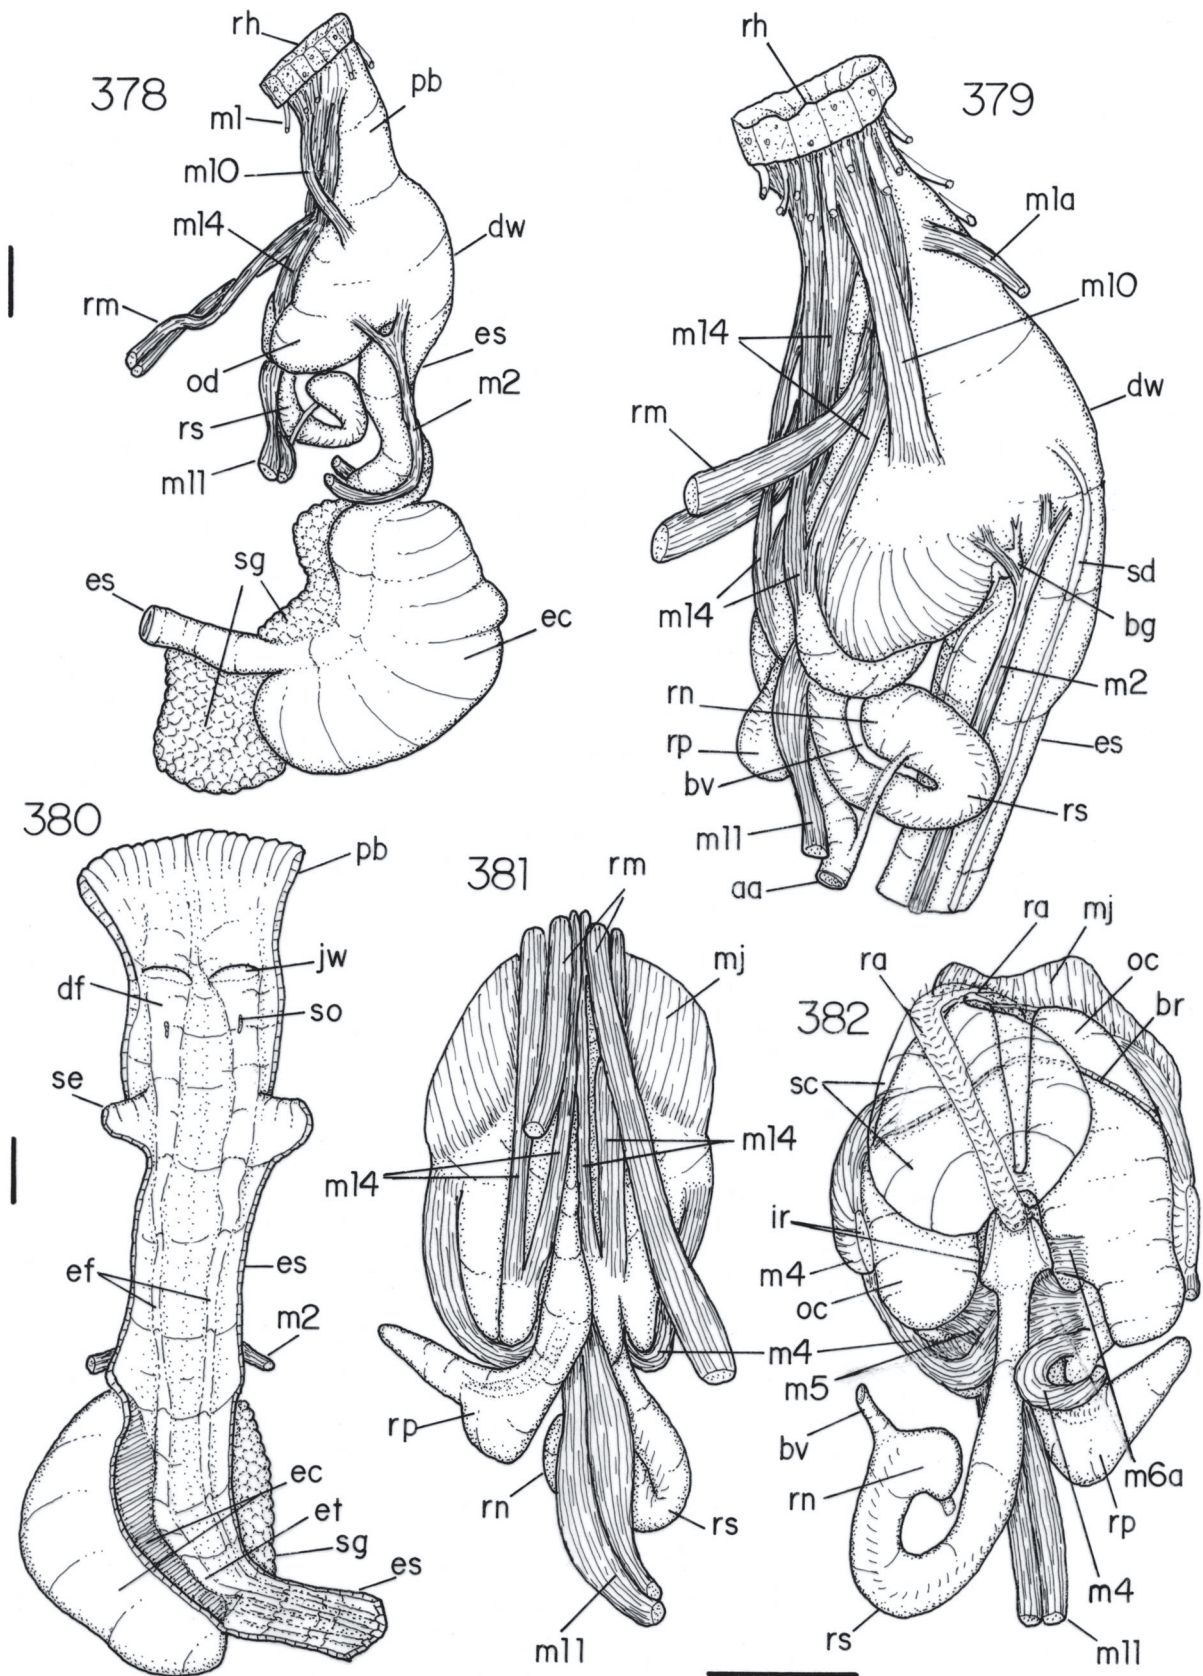 378
rh
pb
m1
m10
m14
dw
rm
es
od
m2
rs
m11
sg
es
ec
379
rh
m1a
m10
m14
dw
rm
sd
m14
bg
m2
rn
rp
es
bv
rs
m11
aa
380
pb
jw
df
so
se
es
ef
m2
ec
et
sg
es
381
rm
mj
m14
m14
m4
m5
rp
rn
rs
m11
382
ra
ra
mj
oc
br
sc
ir
m4
oc
bv
m6a
rn
rp
m4
rs
m11